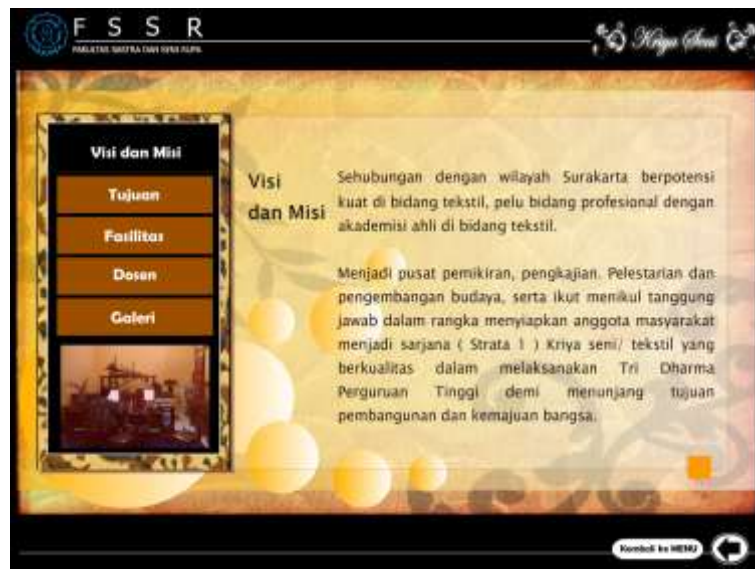 F S S R
FAKULTAS SASTRA DAN SENI RUPA
Kriya Seni
Visi dan Misi
Tujuan
Fasilitas
Dosen
Galeri
Visi
dan Misi
Sehubungan dengan wilayah Surakarta berpotensi
kuat di bidang tekstil, pelu bidang profesional dengan
akademisi ahli di bidang tekstil.
Menjadi pusat pemikiran, pengkajian. Pelestarian dan
pengembangan budaya, serta ikut menikul tanggung
jawab dalam rangka menyiapkan anggota masyarakat
menjadi sarjana ( Strata 1 ) Kriya seni/ tekstil yang
berkualitas dalam melaksanakan Tri Dharma
Perguruan Tinggi demi menunjang tujuan
pembangunan dan kemajuan bangsa.
Kembali ke MENU